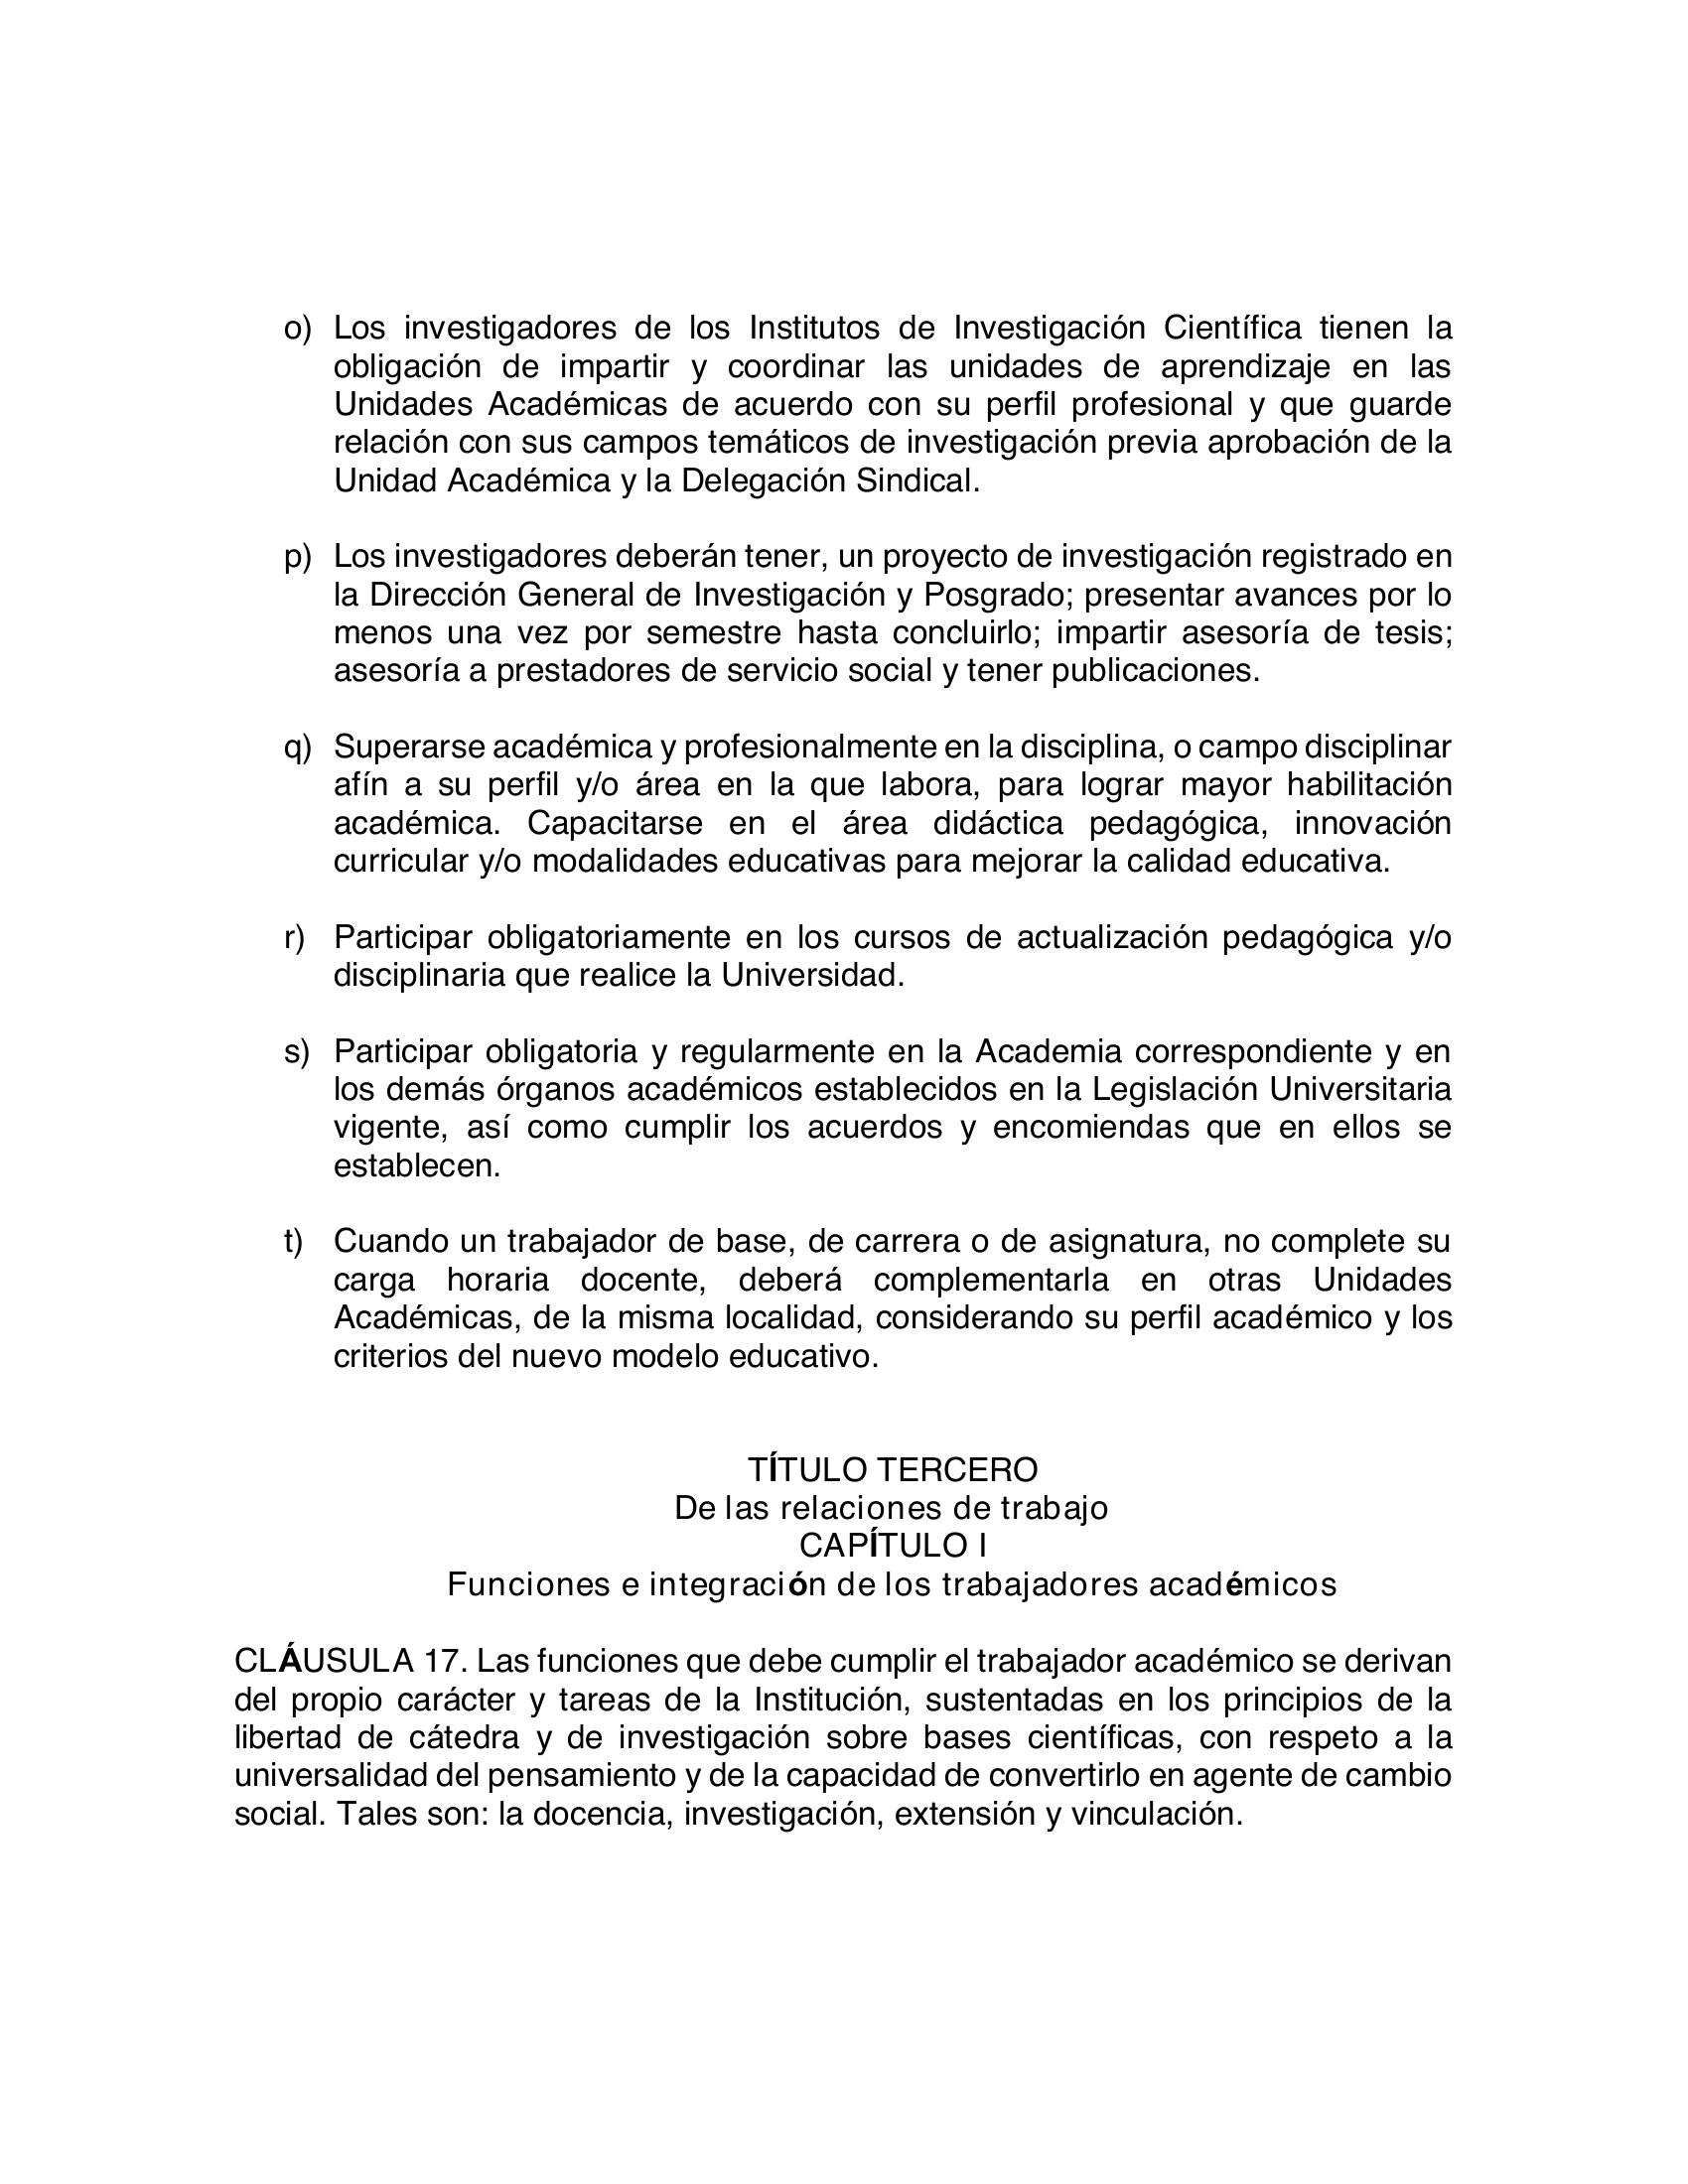 o) Los investigadores de los Institutos de Investigación Científica tienen la
obligación de impartir y coordinar las unidades de aprendizaje en las
Unidades Académicas de acuerdo con su perfil profesional y que guarde
relación con sus campos temáticos de investigación previa aprobación de la
Unidad Académica y la Delegación Sindical.
p) Los investigadores deberán tener, un proyecto de investigación registrado en
la Dirección General de Investigación y Posgrado; presentar avances por lo
menos una vez por semestre hasta concluirlo; impartir asesoría de tesis;
asesoría a prestadores de servicio social y tener publicaciones.
q) Superarse académica y profesionalmente en la disciplina, o campo disciplinar
afín a su perfil y/o área en la que labora, para lograr mayor habilitación
académica. Capacitarse en el área didáctica pedagógica, innovación
curricular y/o modalidades educativas para mejorar la calidad educativa.
r) Participar obligatoriamente en los cursos de actualización pedagógica y/o
disciplinaria que realice la Universidad.
s) Participar obligatoria y regularmente en la Academia correspondiente y en
los demás órganos académicos establecidos en la Legislación Universitaria
vigente, así como cumplir los acuerdos y encomiendas que en ellos se
establecen.
t) Cuando un trabajador de base, de carrera o de asignatura, no complete su
carga horaria docente, deberá complementarla en otras Unidades
Académicas, de la misma localidad, considerando su perfil académico y los
criterios del nuevo modelo educativo.
TÍTULO TERCERO
De las relaciones de trabajo
CAPÍTULO I
Funciones e integración de los trabajadores académicos
CLÁUSULA 17. Las funciones que debe cumplir el trabajador académico se derivan
del propio carácter y tareas de la Institución, sustentadas en los principios de la
libertad de cátedra y de investigación sobre bases científicas, con respeto a la
universalidad del pensamiento y de la capacidad de convertirlo en agente de cambio
social. Tales son: la docencia, investigación, extensión y vinculación.